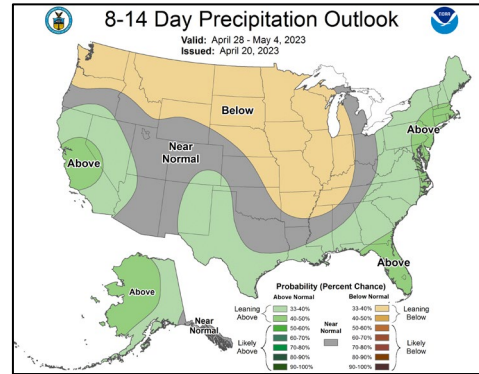 8-14 Day Precipitation Outlook
Valid: April 28 - May 4, 2023
Issued: April 20, 2023
Below
Near
Normal
Above
Above
Above
Above
Near
Normal
Probability (Percent Chance)
Above Normal
Below Normal
Leaning
Above
33-40%
40-50%
Likely
Above
50-60%
60-70%
70-80%
80-90%
90-100%
Near
Normal
33-40%
40-50%
Leaning
Below
50-60%
60-70%
70-80%
80-90%
90-100%
Likely
Below